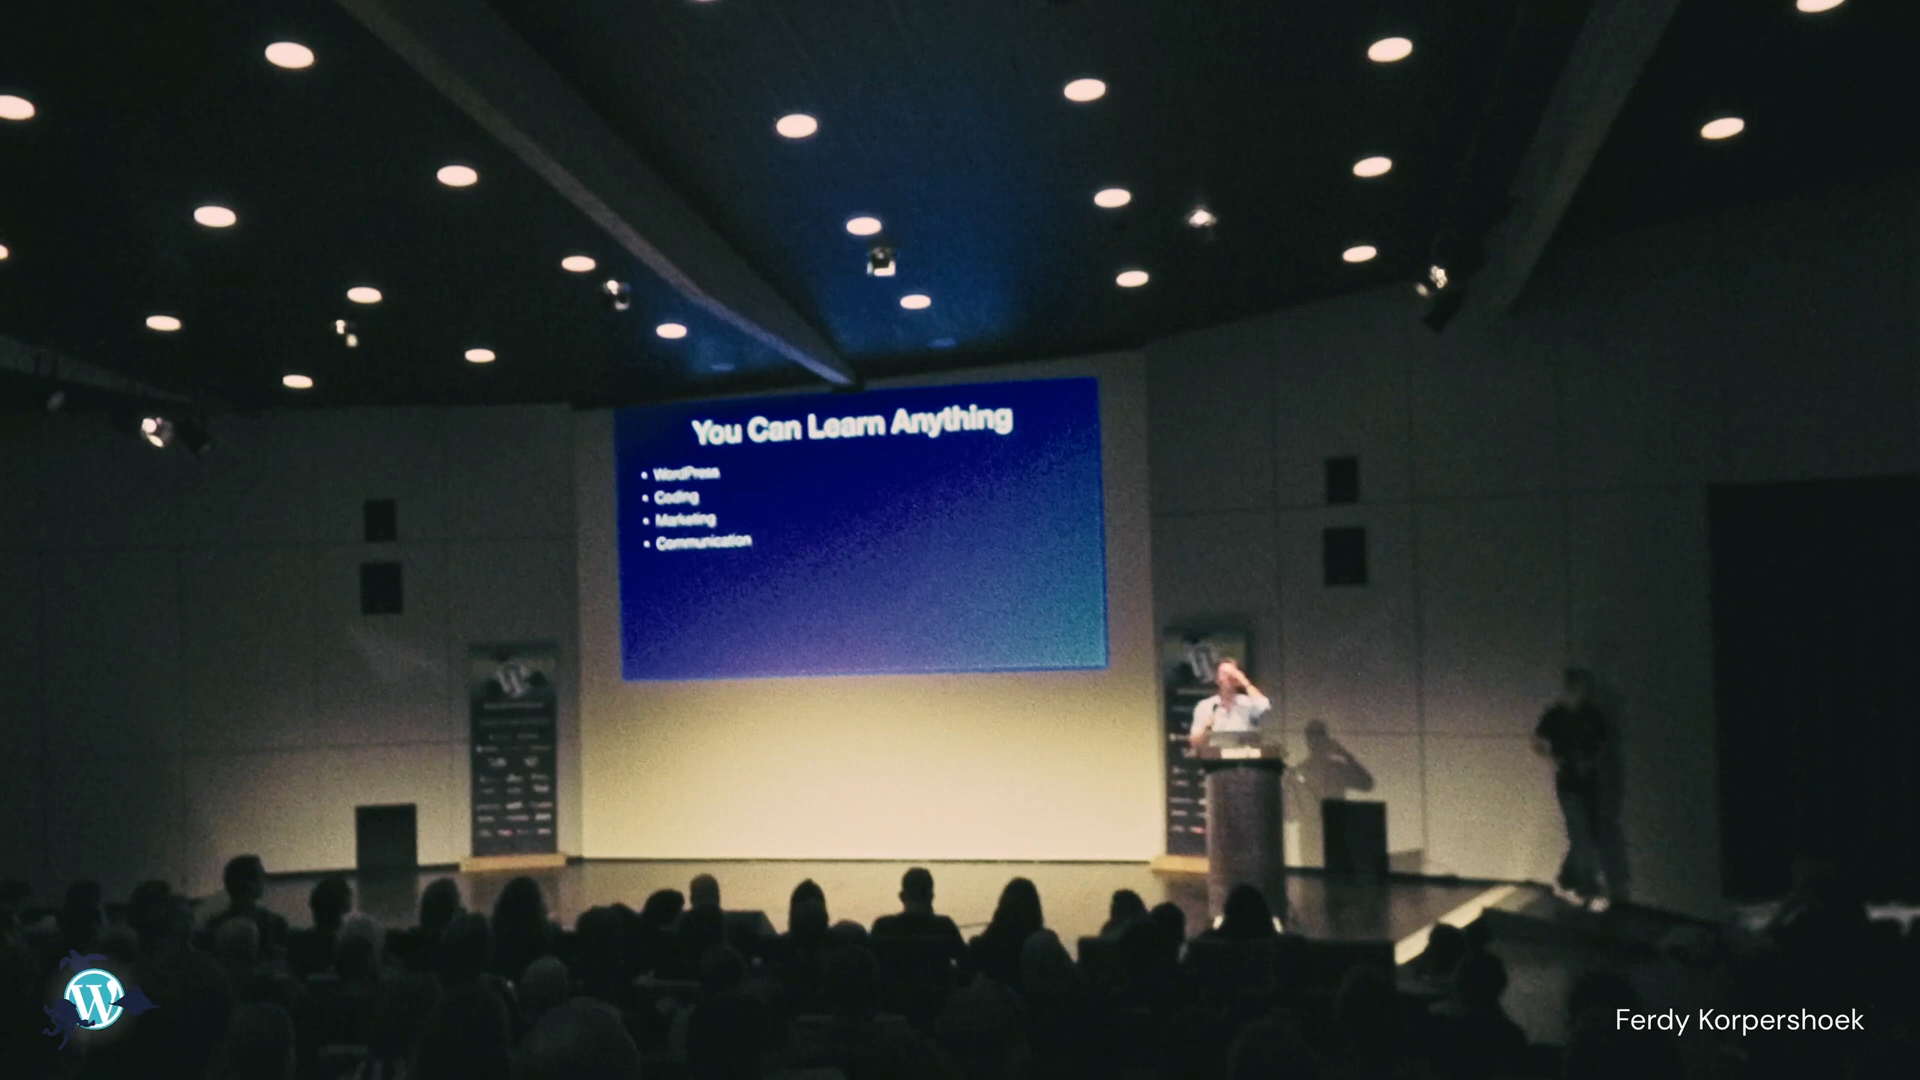 You Can Learn Anything
• WordPress
• Coding
• Marketing
• Communication
Ferdy Korpershoek